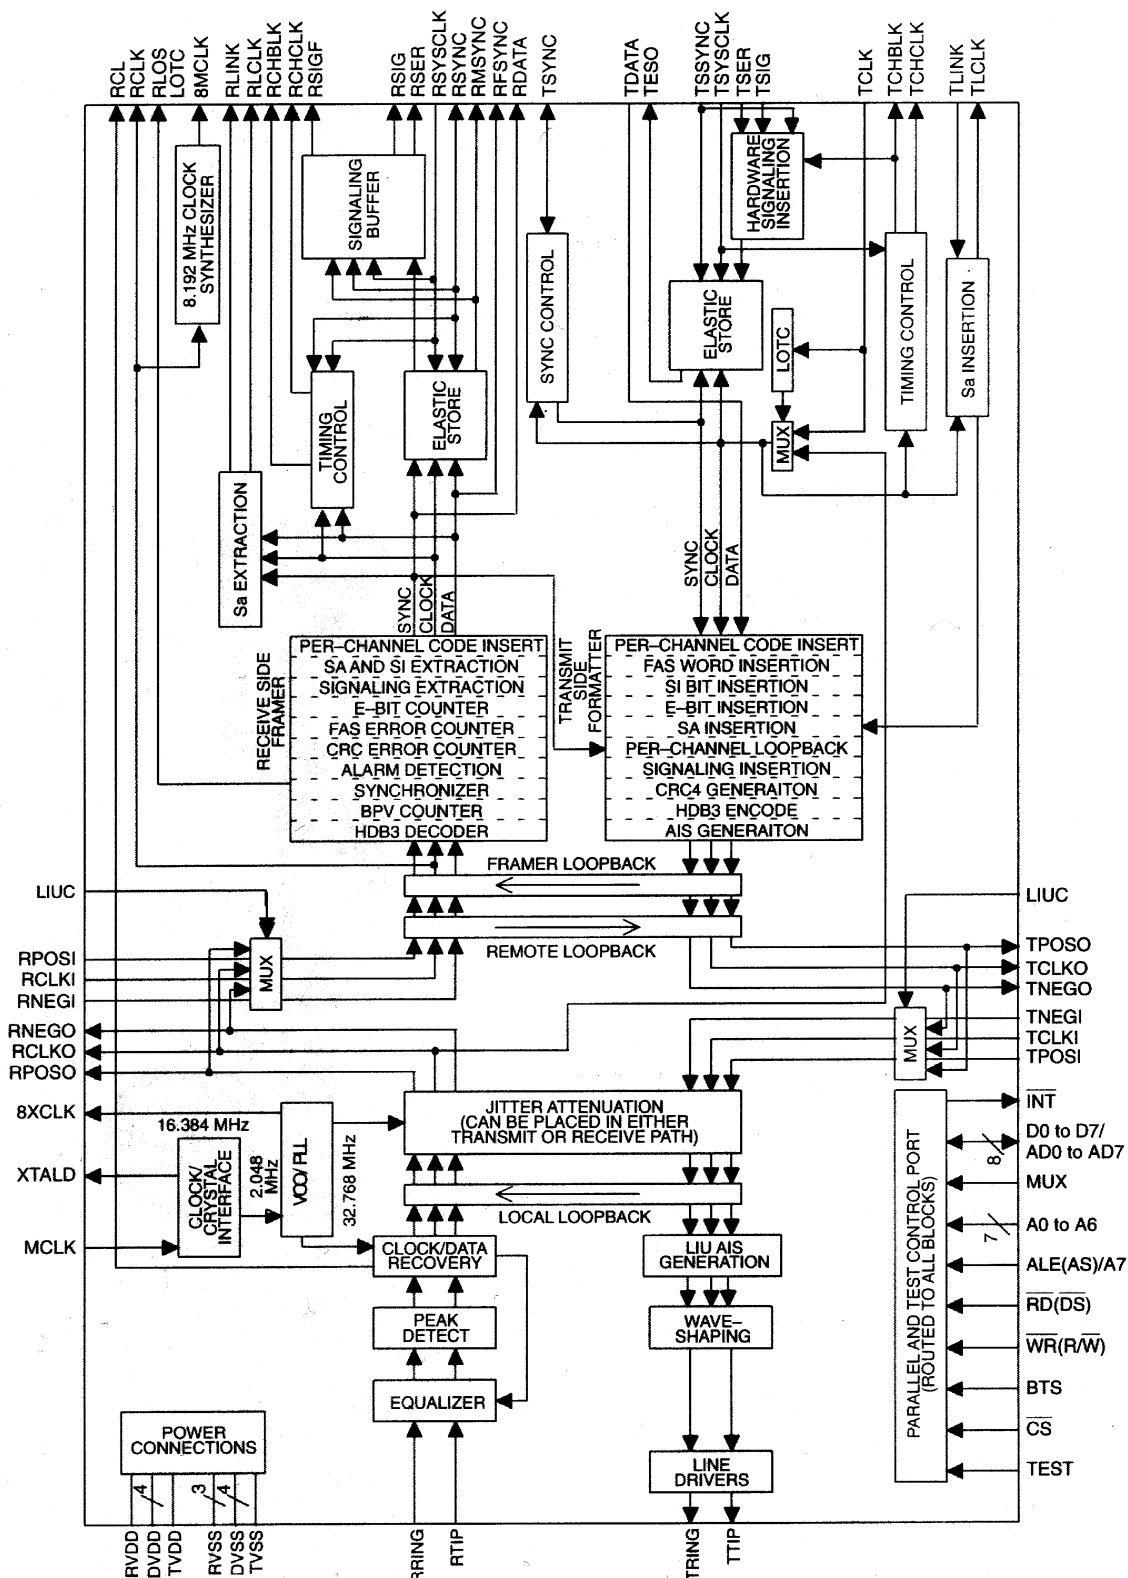 RCL
RCLK
RLOS
LOTC
8MCLK
RLINK
RLCLK
RCHBLK
RCHCLK
RSIGF
RSIG
RSER
RSYSCLK
RSYNC
RMSYNC
RFSYNC
RDATA
TSYNC
TDATA
TESO
TSSYNC
TSYSCLK
TSER
TSIG
TCLK
TCHBLK
TCHCLK
TLINK
TLCLK
8.192 MHz CLOCK
SYNTHESIZER
SIGNALING
BUFFER
SYNC CONTROL
HARDWARE
SIGNALING
INSERTION
ELASTIC
STORE
LOTC
MUX
TIMING CONTROL
Sa INSERTION
TIMING
CONTROL
ELASTIC
STORE
Sa EXTRACTION
SYNC
CLOCK
DATA
SYNC
CLOCK
DATA
RECEIVE SIDE
FRAMER
PER–CHANNEL CODE INSERT
SA AND SI EXTRACTION
SIGNALING EXTRACTION
E–BIT COUNTER
FAS ERROR COUNTER
CRC ERROR COUNTER
ALARM DETECTION
SYNCHRONIZER
BPV COUNTER
HDB3 DECODER
TRANSMIT
SIDE
FORMATTER
PER–CHANNEL CODE INSERT
FAS WORD INSERTION
SI BIT INSERTION
E–BIT INSERTION
SA INSERTION
PER–CHANNEL LOOPBACK
SIGNALING INSERTION
CRC4 GENERAITON
HDB3 ENCODE
AIS GENERAITON
FRAMER LOOPBACK
REMOTE LOOPBACK
LIUC
RPOSI
RCLKI
RNEGI
MUX
RNEGO
RCLKO
RPOSO
8XCLK
XTALD
MCLK
LIUC
TPOSO
TCLKO
TNEGO
TNEGI
TCLKI
TPOSI
MUX
16.384 MHz
CLOCK/
CRYSTAL
INTERFACE
2.048
MHz
VCO/PLL
32.768 MHz
JITTER ATTENUATION
(CAN BE PLACED IN EITHER
TRANSMIT OR RECEIVE PATH)
LOCAL LOOPBACK
CLOCK/DATA
RECOVERY
PEAK
DETECT
EQUALIZER
LIU AIS
GENERATION
WAVE–
SHAPING
LINE
DRIVERS
PARALLEL AND TEST CONTROL PORT
(ROUTED TO ALL BLOCKS)
INT
D0 to D7/
AD0 to AD7
8
MUX
A0 to A6
7
ALE(AS)/A7
RD(DS)
WR(R/W)
BTS
CS
TEST
POWER
CONNECTIONS
4
3
4
RVDD
DVDD
TVDD
RVSS
DVSS
TVSS
RRING
RTIP
TRING
TTIP